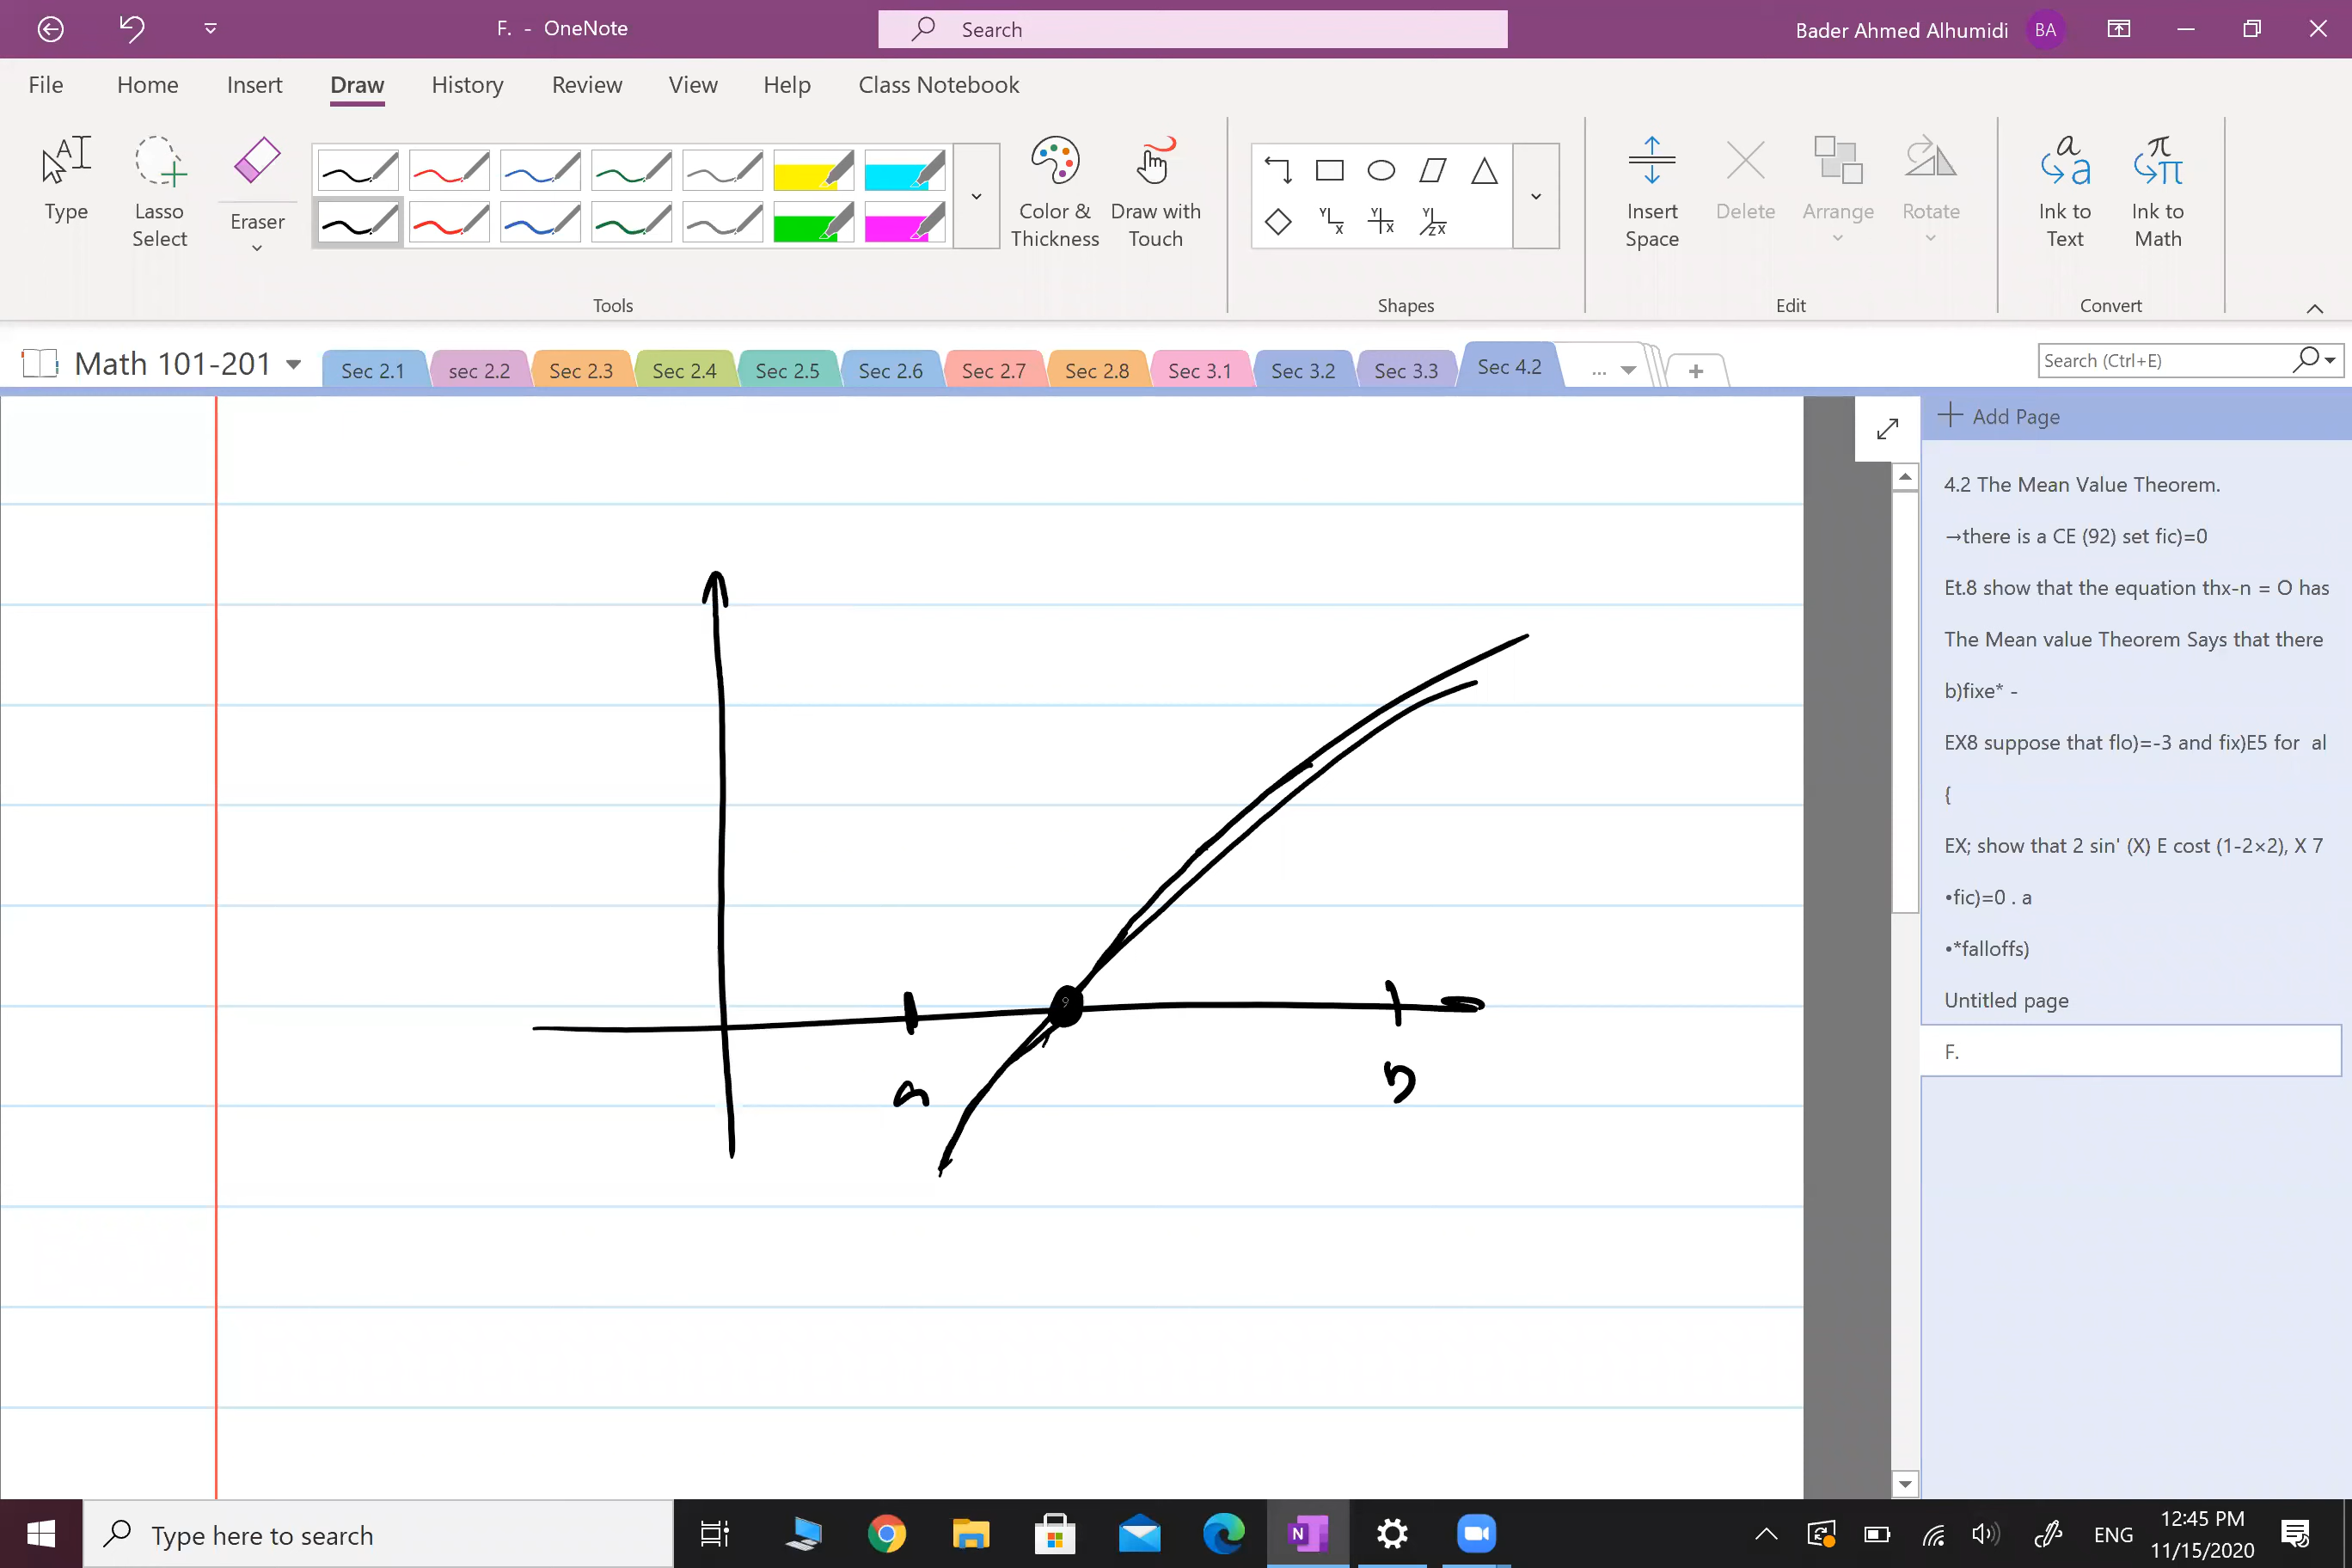 F. - OneNote
Search
Bader Ahmed Alhumidi
BA
File Home Insert Draw History Review View Help Class Notebook
Type
Lasso Select
Eraser
Color & Thickness
Draw with Touch
Insert Space
Delete
Arrange
Rotate
Ink to Text
Ink to Math
Tools
Shapes
Edit
Convert
Math 101-201
Sec 2.1 sec 2.2 Sec 2.3 Sec 2.4 Sec 2.5 Sec 2.6 Sec 2.7 Sec 2.8 Sec 3.1 Sec 3.2 Sec 3.3 Sec 4.2 ...
Search (Ctrl+E)
Add Page
4.2 The Mean Value Theorem.
→there is a CE (92) set fic)=0
Et.8 show that the equation thx-n = O has
The Mean value Theorem Says that there
b)fixe* -
EX8 suppose that flo)=-3 and fix)E5 for al
{
EX; show that 2 sin' (X) E cost (1-2×2), X 7
•fic)=0 . a
•*falloffs)
Untitled page
F.
a
b
Type here to search
ENG
12:45 PM
11/15/2020